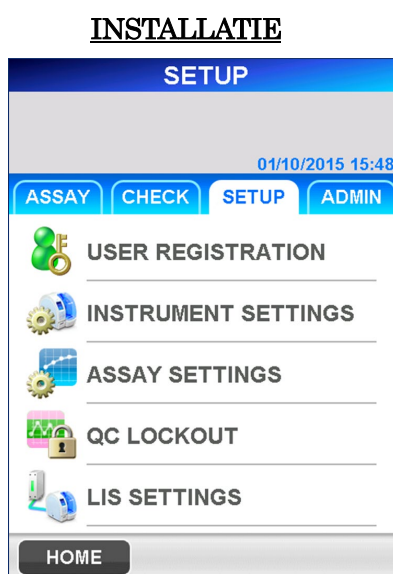 INSTALLATIE
SETUP
01/10/2015 15:48
ASSAY CHECK SETUP ADMIN
USER REGISTRATION
INSTRUMENT SETTINGS
ASSAY SETTINGS
QC LOCKOUT
LIS SETTINGS
HOME